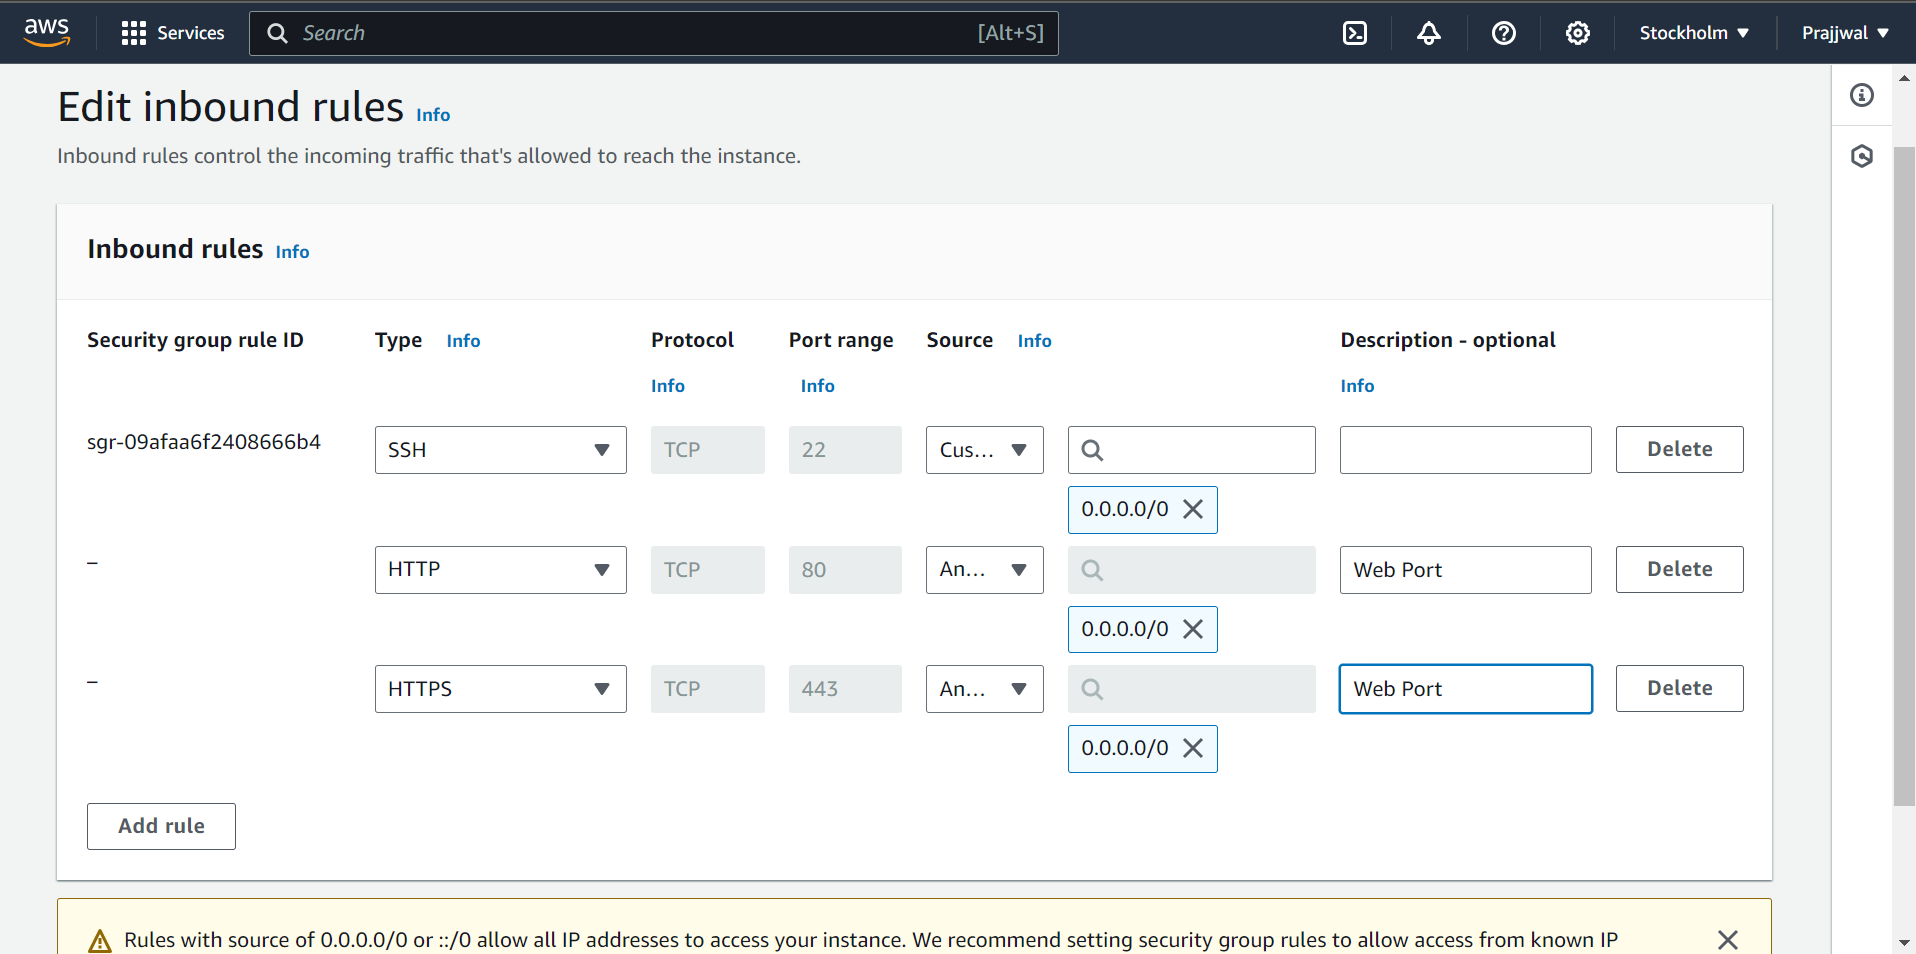 aws Services Search [Alt+S] Stockholm Prajjwal
Edit inbound rules Info
Inbound rules control the incoming traffic that's allowed to reach the instance.
Inbound rules Info
Security group rule ID Type Info Protocol Port range Source Info Description - optional
Info Info Info
sgr-09afaa6f2408666b4 SSH TCP 22 Cus... Delete
0.0.0.0/0
– HTTP TCP 80 An... Web Port Delete
0.0.0.0/0
– HTTPS TCP 443 An... Web Port Delete
0.0.0.0/0
Add rule
Rules with source of 0.0.0.0/0 or ::/0 allow all IP addresses to access your instance. We recommend setting security group rules to allow access from known IP